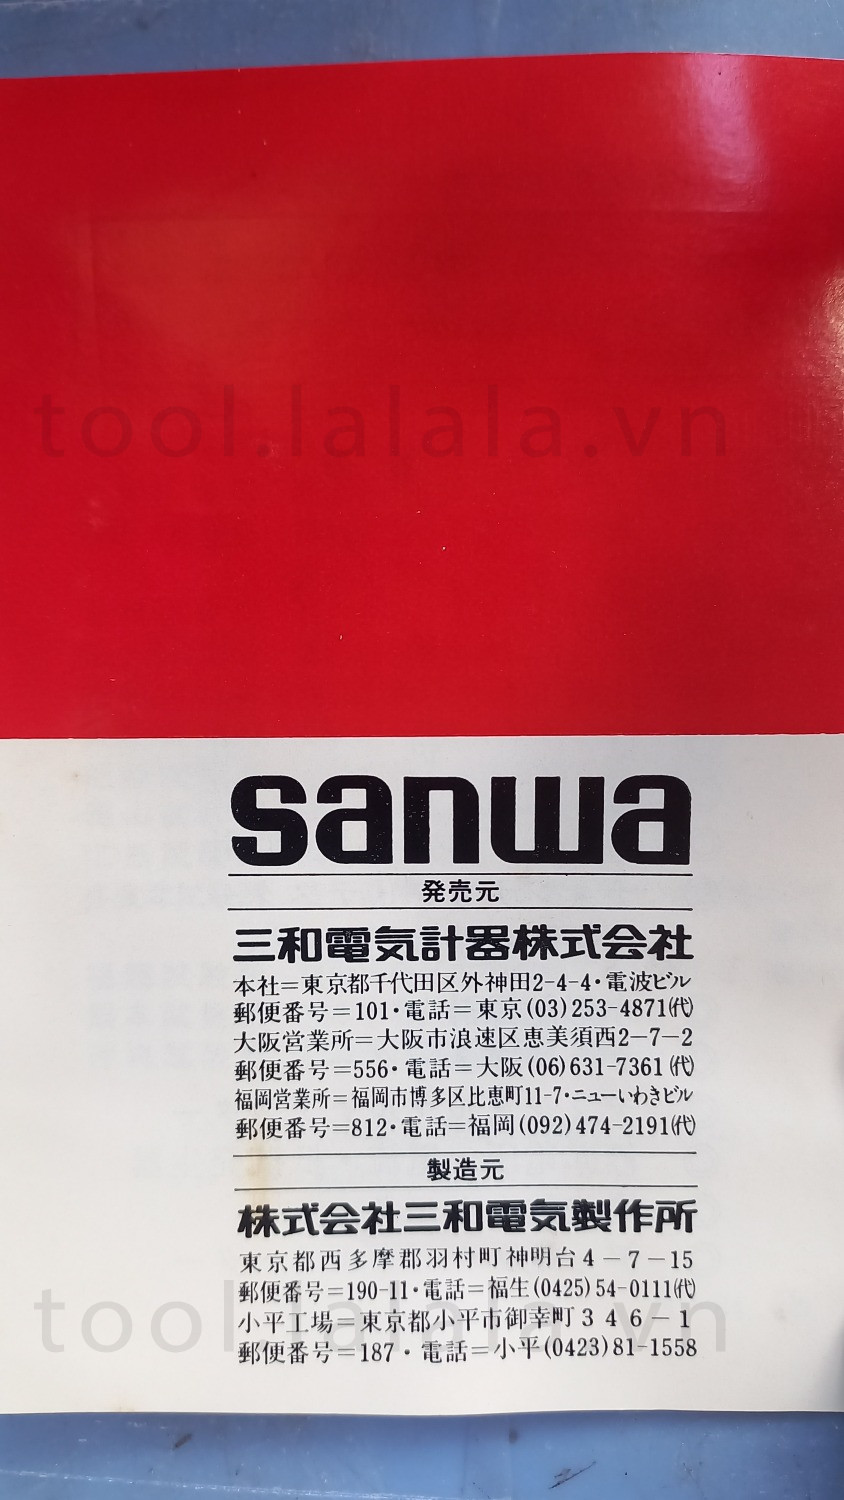 tool.lalala.vn
sanwa
発売元
三和電気計器株式会社
本社=東京都千代田区外神田2-4-4・電波ビル
郵便番号=101・電話=東京(03)253-4871㈹
大阪営業所=大阪市浪速区恵美須西2-7-2
郵便番号=556・電話=大阪(06)631-7361㈹
福岡営業所=福岡市博多区比恵町11-7・ニューいわきビル
郵便番号=812・電話=福岡(092)474-2191㈹
製造元
株式会社三和電気製作所
東京都西多摩郡羽村町神明台4-7-15
郵便番号=190-11・電話=福生(0425)54-0111㈹
小平工場=東京都小平市御幸町346-1
tool.lalala.vn
郵便番号=187・電話=小平(0423)81-1558